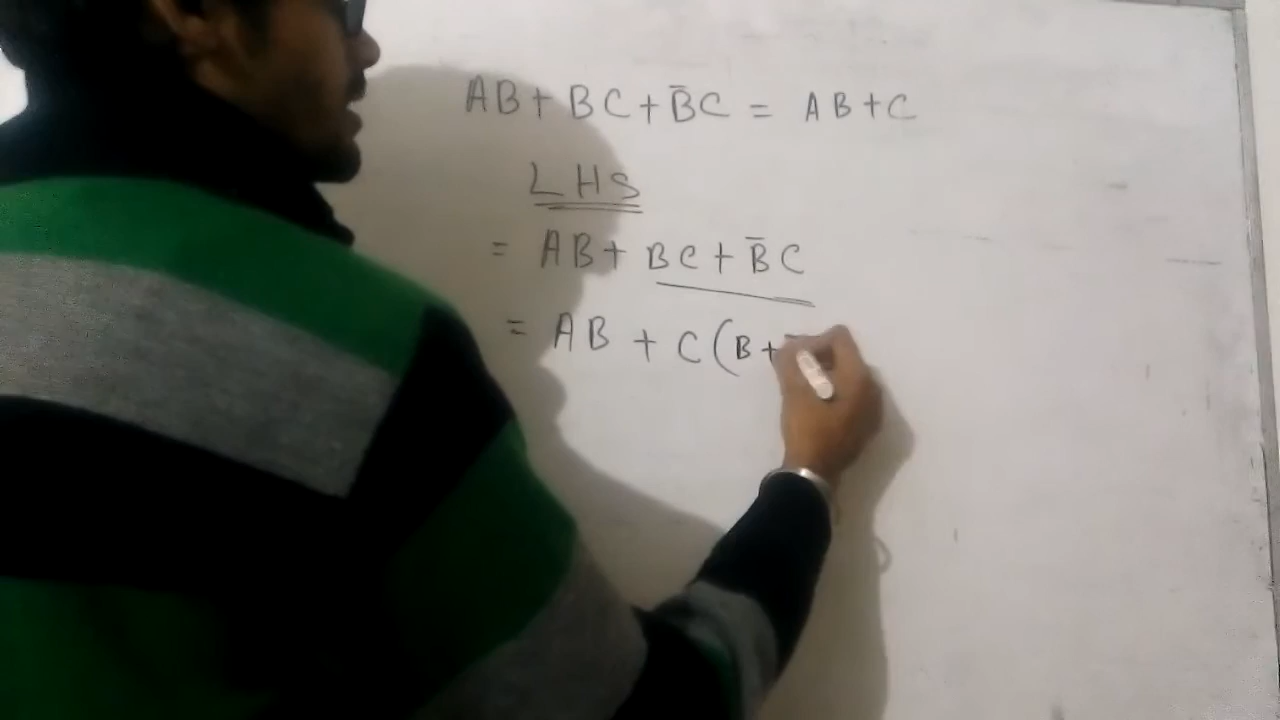 AB + BC + B̅C = AB + C
LHS
= AB + BC + B̅C
= AB + C(B +